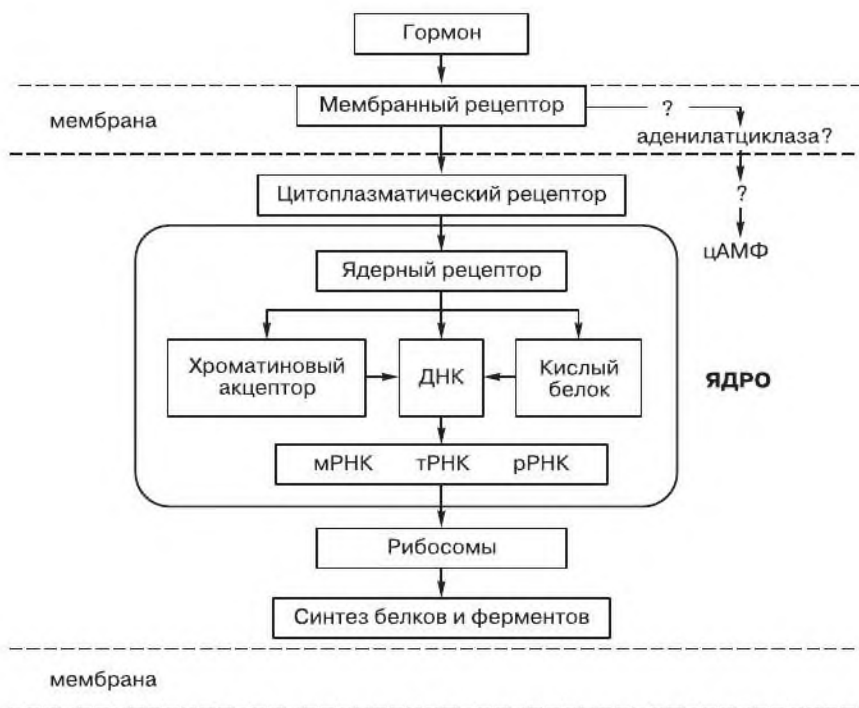 Гормон
Мембранный рецептор
?
мембрана
аденилатциклаза?
Цитоплазматический рецептор
?
цАМФ
Ядерный рецептор
Хроматиновый
акцептор
ДНК
Кислый
белок
ЯДРО
мРНК тРНК рРНК
Рибосомы
Синтез белков и ферментов
мембрана